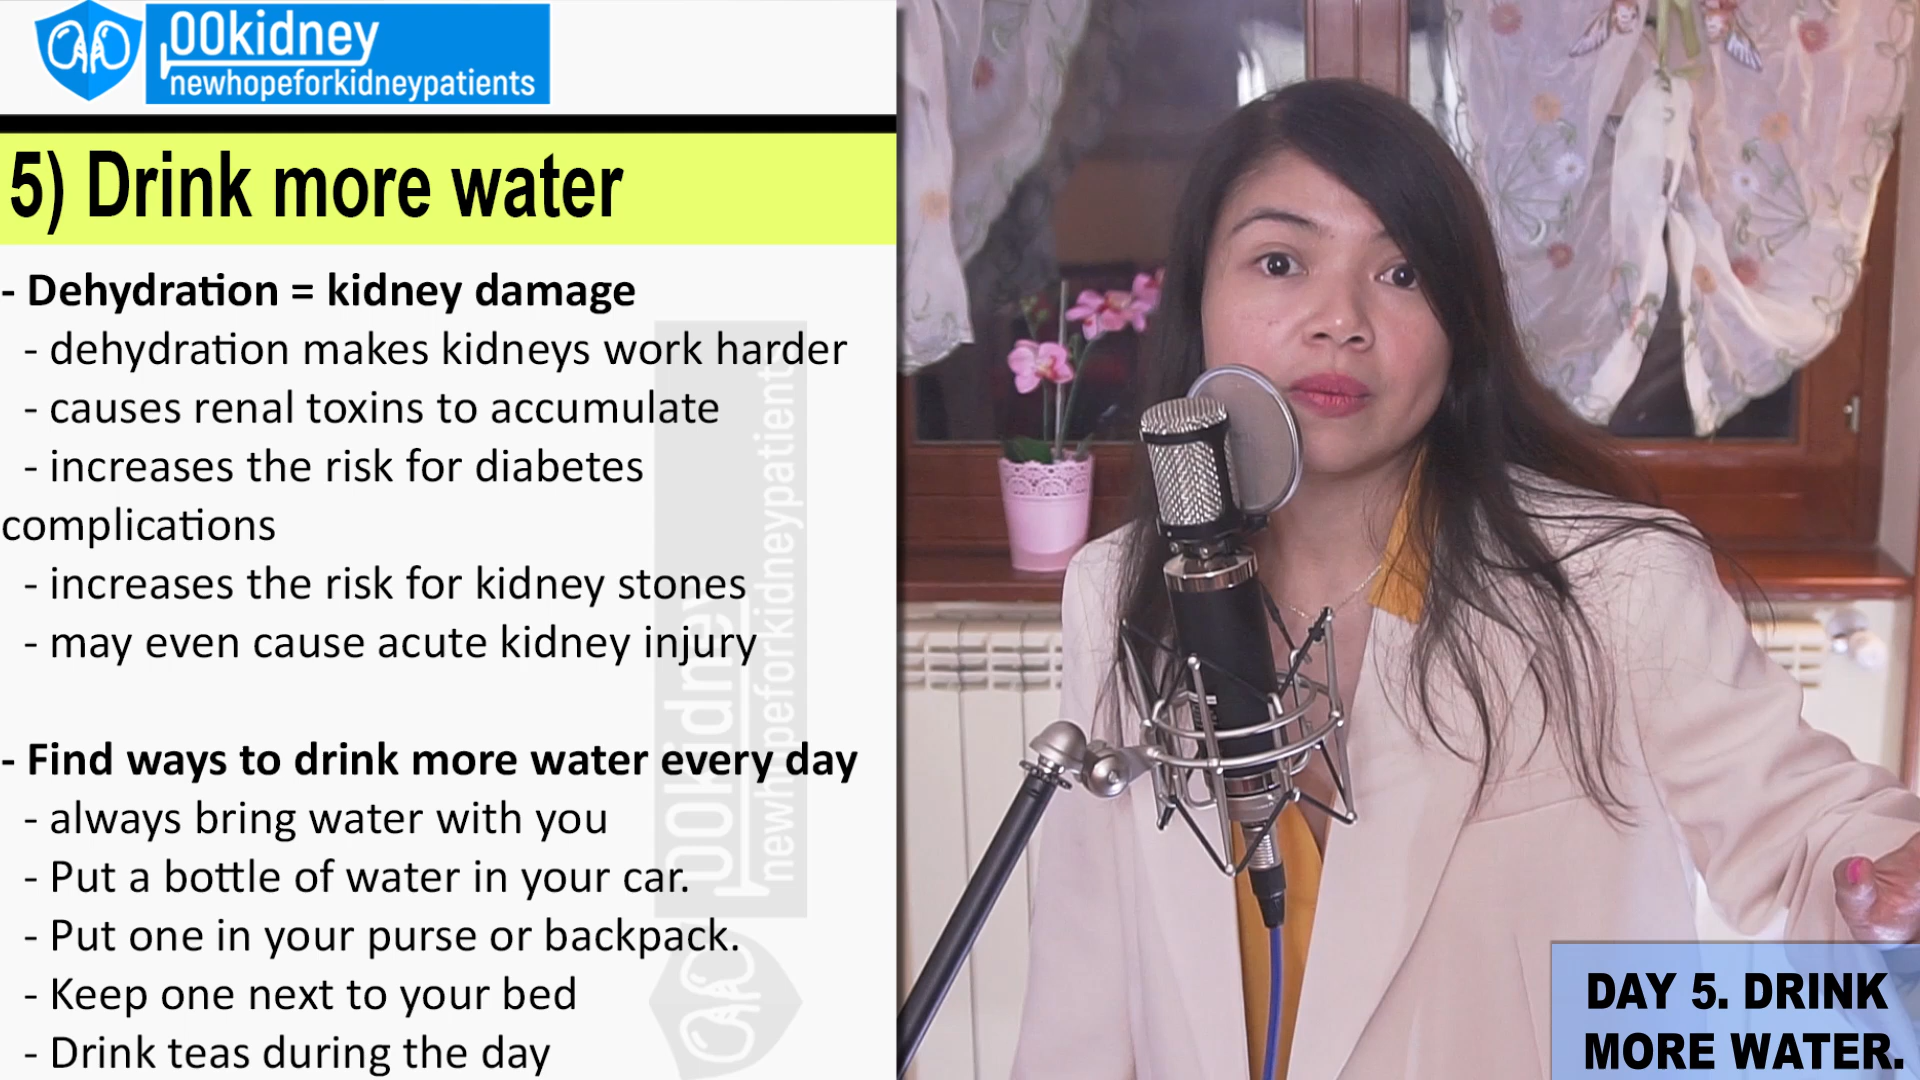 00kidney
newhopeforkidneypatients
5) Drink more water
- Dehydration = kidney damage
- dehydration makes kidneys work harder
- causes renal toxins to accumulate
- increases the risk for diabetes
complications
- increases the risk for kidney stones
- may even cause acute kidney injury
- Find ways to drink more water every day
- always bring water with you
- Put a bottle of water in your car.
- Put one in your purse or backpack.
- Keep one next to your bed
- Drink teas during the day
00kidney
newhopeforkidneypatients
DAY 5. DRINK
MORE WATER.